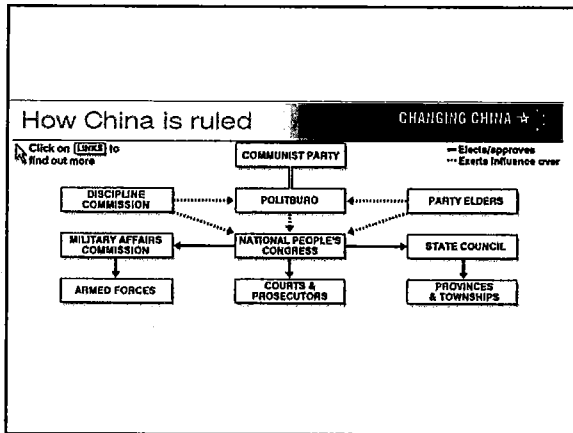 How China is ruled
CHANGING CHINA
Click on LINKS to
find out more
Elects/approves
Exerts influence over
COMMUNIST PARTY
DISCIPLINE
COMMISSION
POLITBURO
PARTY ELDERS
MILITARY AFFAIRS
COMMISSION
NATIONAL PEOPLE'S
CONGRESS
STATE COUNCIL
ARMED FORCES
COURTS &
PROSECUTORS
PROVINCES
& TOWNSHIPS